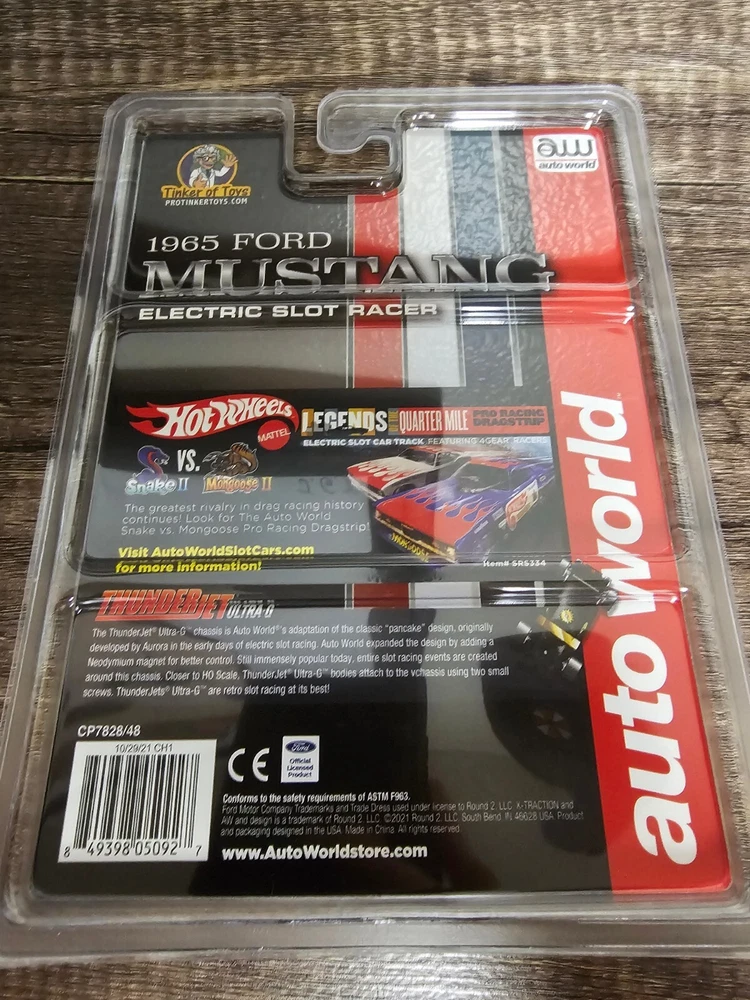 Tinker of Toys
PROTINKERTOYS.COM
aw
auto world
1965 FORD
MUSTANG
ELECTRIC SLOT RACER
Hot Wheels
MATTEL
LEGENDS OF THE QUARTER MILE
PRO RACING
DRAGSTRIP
ELECTRIC SLOT CAR TRACK FEATURING 4GEAR RACERS
Snake II
VS.
Mongoose II
The greatest rivalry in drag racing history
continues! Look for The Auto World
Snake vs. Mongoose Pro Racing Dragstrip!
MONGOOSE
Visit AutoWorldSlotCars.com
for more information!
Item# SRS334
auto world™
THUNDERJET
ULTRA-G
The ThunderJet® Ultra-G™ chassis is Auto World®'s adaptation of the classic "pancake" design, originally
developed by Aurora in the early days of electric slot racing. Auto World expanded the design by adding a
Neodymium magnet for better control. Still immensely popular today, entire slot racing events are created
around this chassis. Closer to HO Scale, ThunderJet® Ultra-G™ bodies attach to the vchassis using two small
screws. ThunderJets® Ultra-G™ are retro slot racing at its best!
CP7828/48
10/29/21 CH1
8 49398 05092 7
CE
Ford
Official
Licensed
Product
Conforms to the safety requirements of ASTM F963.
Ford Motor Company Trademarks and Trade Dress used under license to Round 2, LLC. X-TRACTION and
AW and design is a trademark of Round 2, LLC. ©2021 Round 2, LLC, South Bend, IN 46628 USA. Product
and packaging designed in the USA. Made in China. All rights reserved.
www.AutoWorldstore.com